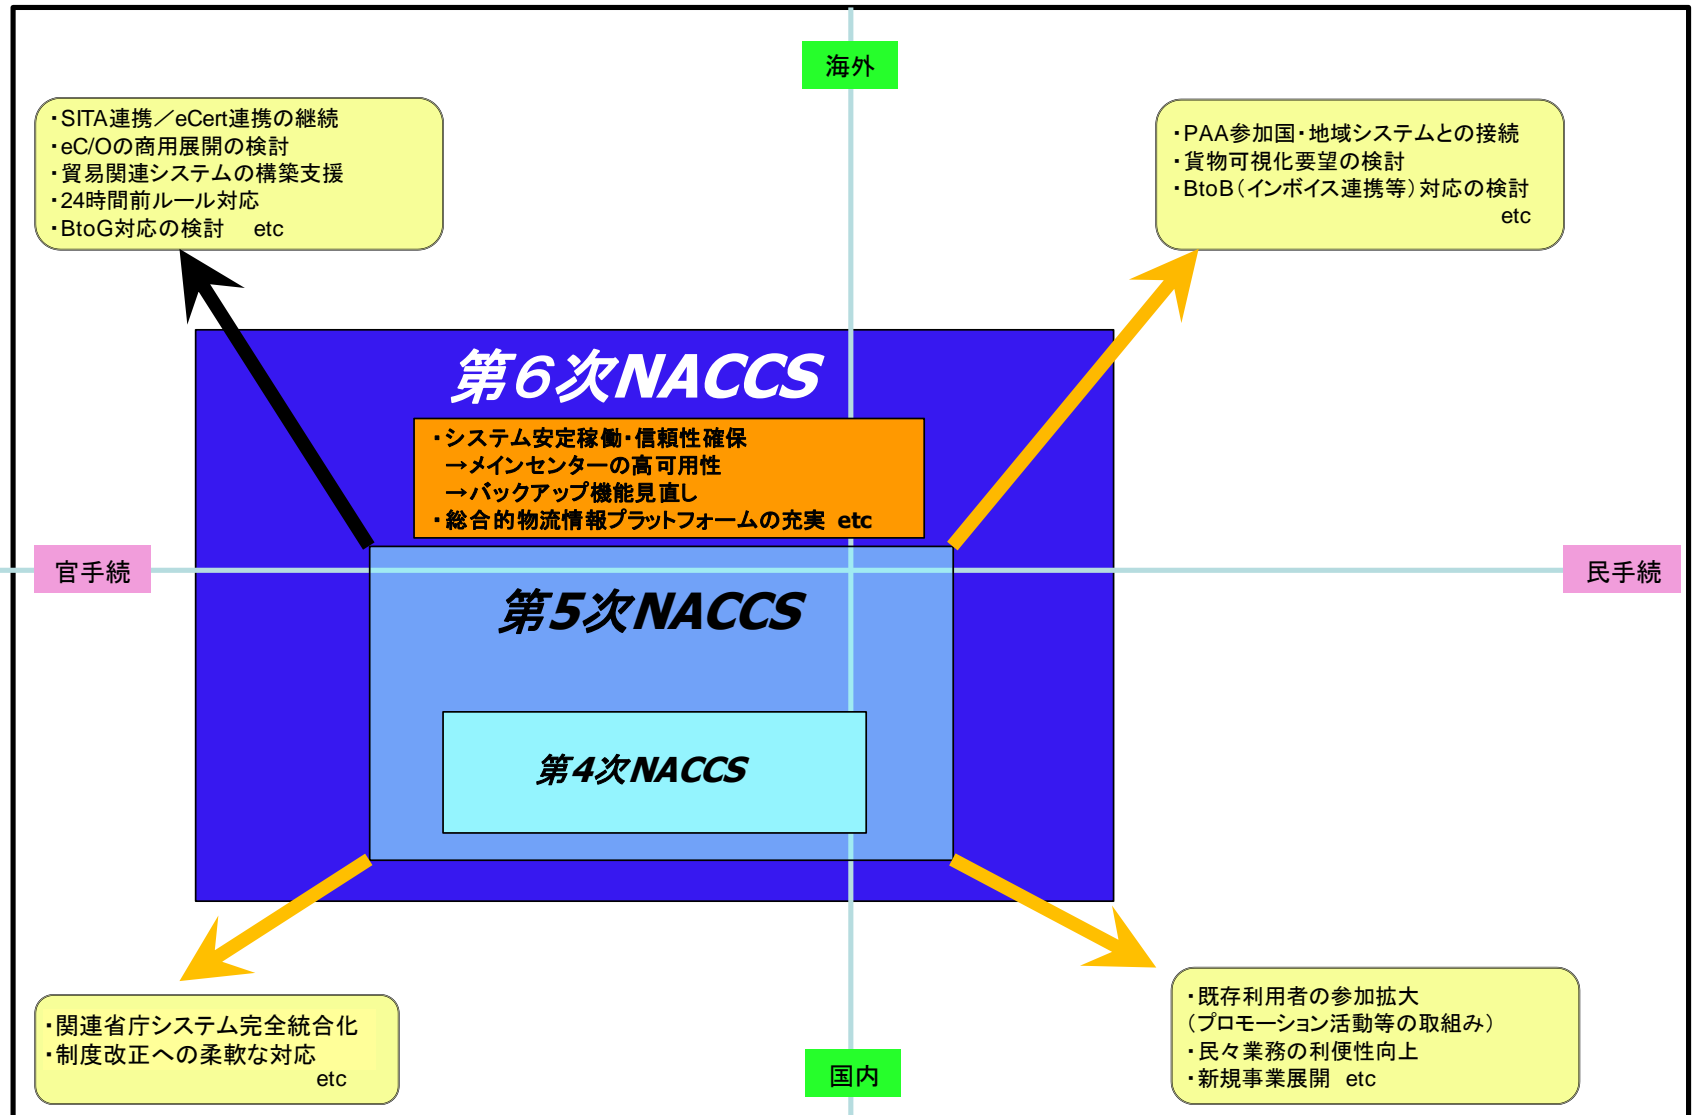 海外
・SITA連携／eCert連携の継続
・eC/Oの商用展開の検討
・貿易関連システムの構築支援
・24時間前ルール対応
・BtoG対応の検討　etc
・PAA参加国・地域システムとの接続
・貨物可視化要望の検討
・BtoB（インボイス連携等）対応の検討
etc
第６次NACCS
・システム安定稼働・信頼性確保
→メインセンターの高可用性
→バックアップ機能見直し
・総合的物流情報プラットフォームの充実 etc
官手続
民手続
第5次NACCS
第4次NACCS
・関連省庁システム完全統合化
・制度改正への柔軟な対応
etc
・既存利用者の参加拡大
（プロモーション活動等の取組み）
・民々業務の利便性向上
・新規事業展開 etc
国内